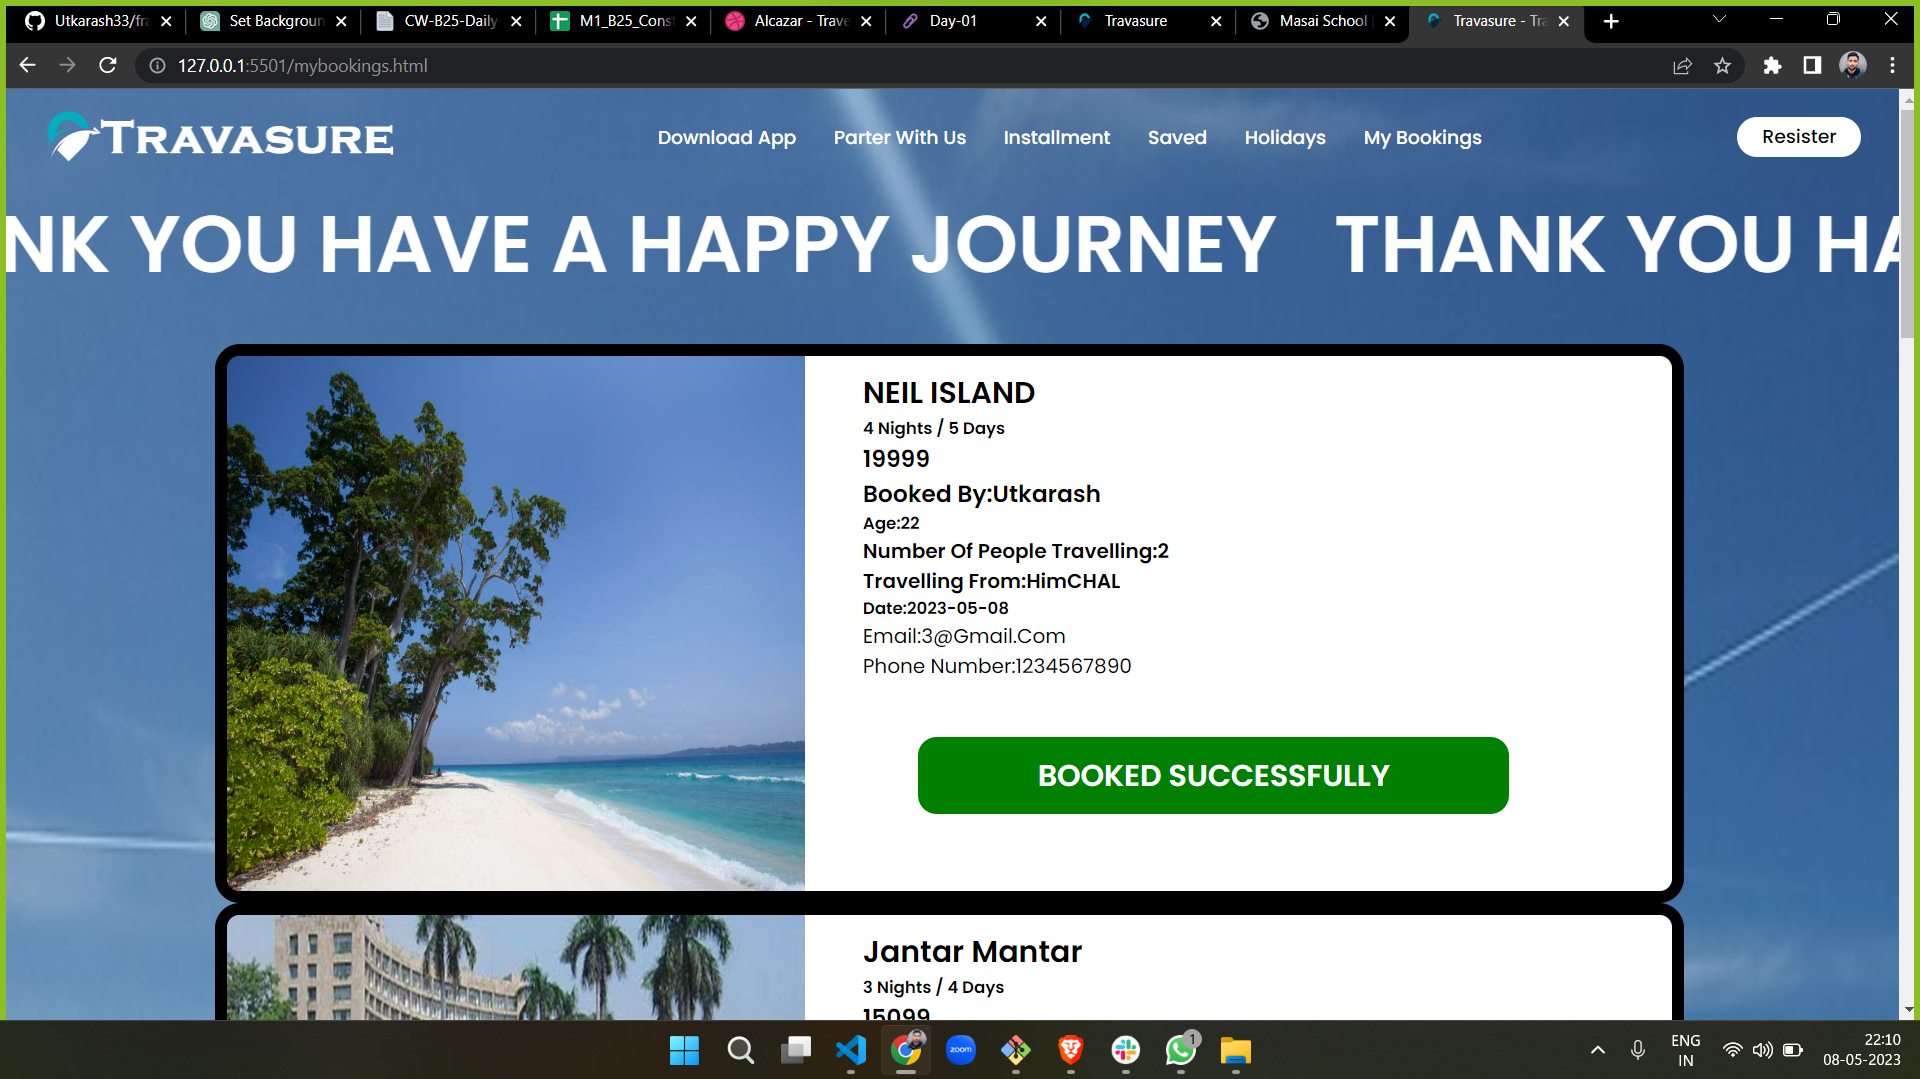 Utkarash33/fra
Set Backgroun
CW-B25-Daily
M1_B25_Const
Alcazar - Trave
Day-01
Travasure
Masai School
Travasure - Tra
127.0.0.1:5501/mybookings.html
TRAVASURE
Download App
Parter With Us
Installment
Saved
Holidays
My Bookings
Resister
NK YOU HAVE A HAPPY JOURNEY THANK YOU HA
NEIL ISLAND
4 Nights / 5 Days
19999
Booked By:Utkarash
Age:22
Number Of People Travelling:2
Travelling From:HimCHAL
Date:2023-05-08
Email:3@Gmail.Com
Phone Number:1234567890
BOOKED SUCCESSFULLY
Jantar Mantar
3 Nights / 4 Days
15099
zoom
1
ENG
IN
22:10
08-05-2023